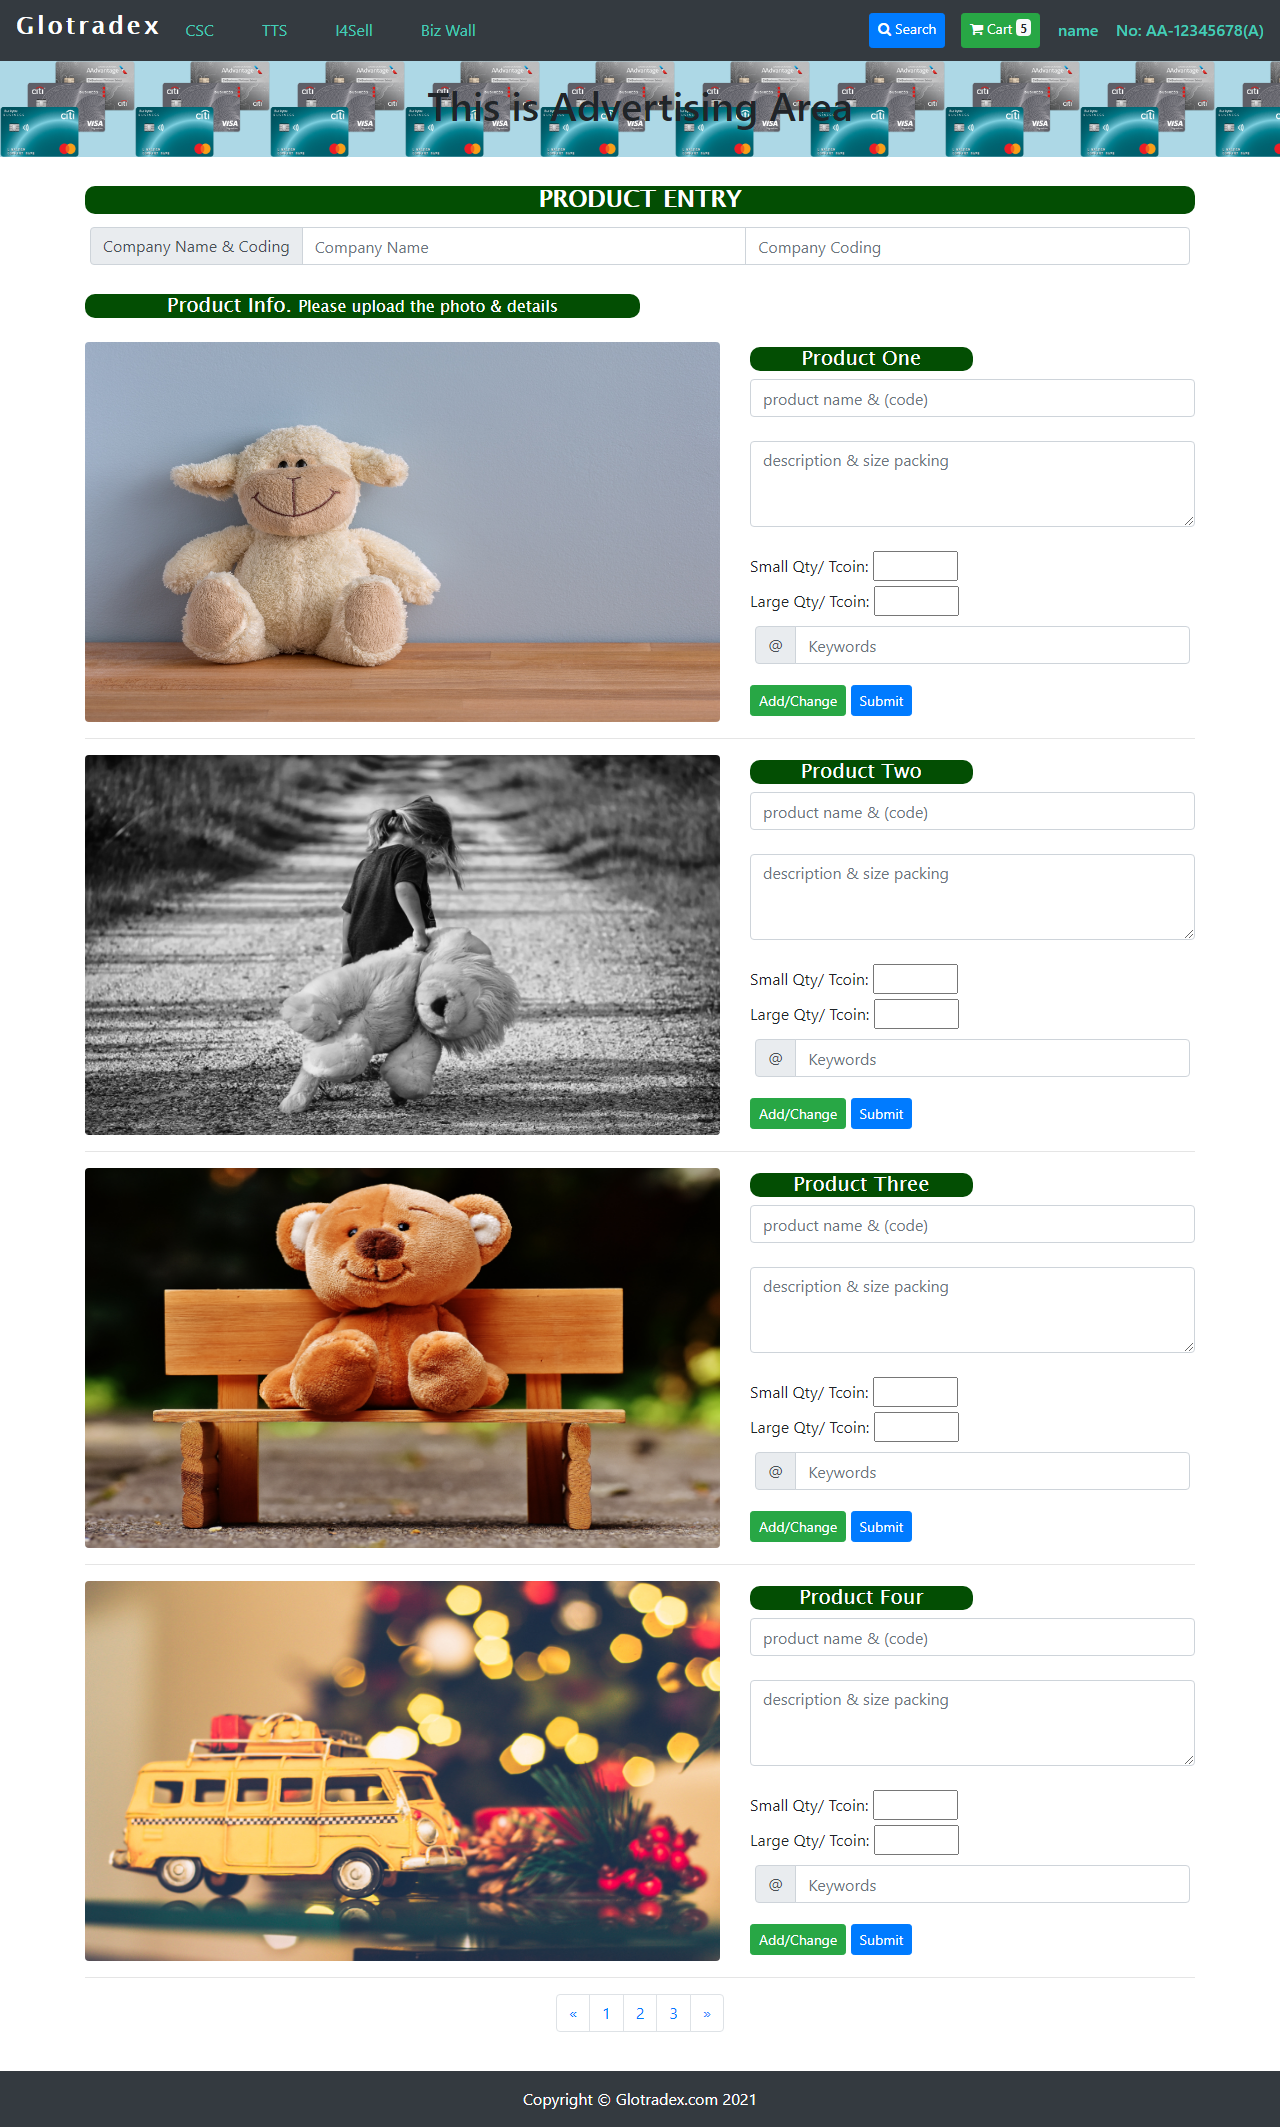 Glotradex CSC TTS I4Sell Biz Wall Search Cart 5 name No: AA-12345678(A)
This is Advertising Area
PRODUCT ENTRY
Company Name & Coding Company Name Company Coding
Product Info. Please upload the photo & details
Product One
product name & (code)
description & size packing
Small Qty/ Tcoin:
Large Qty/ Tcoin:
@ Keywords
Add/Change Submit
Product Two
product name & (code)
description & size packing
Small Qty/ Tcoin:
Large Qty/ Tcoin:
@ Keywords
Add/Change Submit
Product Three
product name & (code)
description & size packing
Small Qty/ Tcoin:
Large Qty/ Tcoin:
@ Keywords
Add/Change Submit
Product Four
product name & (code)
description & size packing
Small Qty/ Tcoin:
Large Qty/ Tcoin:
@ Keywords
Add/Change Submit
« 1 2 3 »
Copyright © Glotradex.com 2021